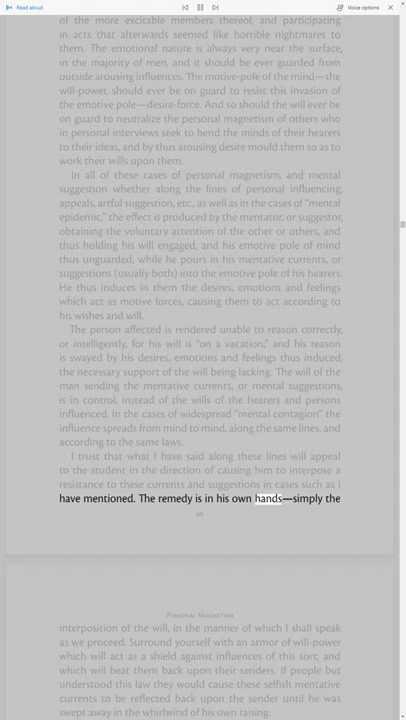 Read aloud
Voice options
of the more excitable members thereof, and participating
in acts that afterwards seemed like horrible nightmares to
them. The emotional nature is always very near the surface,
in the majority of men, and it should be ever guarded from
outside arousing influences. The motive-pole of the mind—the
will-power, should ever be on guard to resist this invasion of
the emotive pole—desire-force. And so should the will ever be
on guard to neutralize the personal magnetism of others who
in personal interviews seek to bend the minds of their hearers
to their ideas, and by thus arousing desire mould them so as to
work their wills upon them.
In all of these cases of personal magnetism, and mental
suggestion whether along the lines of personal influencing,
appeals, artful suggestion, etc., as well as in the cases of "mental
epidemic," the effect is produced by the mentator, or suggestor,
obtaining the voluntary attention of the other or others, and
thus holding his will engaged, and his emotive pole of mind
thus unguarded, while he pours in his mentative currents, or
suggestions (usually both) into the emotive pole of his hearers.
He thus induces in them the desires, emotions and feelings
which act as motive forces, causing them to act according to
his wishes and will.
The person affected is rendered unable to reason correctly,
or intelligently, for his will is "on a vacation," and his reason
is swayed by his desires, emotions and feelings thus induced,
the necessary support of the will being lacking. The will of the
man sending the mentative currents, or mental suggestions,
is in control, instead of the wills of the hearers and persons
influenced. In the cases of widespread "mental contagion" the
influence spreads from mind to mind, along the same lines, and
according to the same laws.
I trust that what I have said along these lines will appeal
to the student in the direction of causing him to interpose a
resistance to these currents and suggestions in cases such as I
have mentioned. The remedy is in his own hands—simply the
Personal Magnetism
interposition of the will, in the manner of which I shall speak
as we proceed. Surround yourself with an armor of will-power
which will act as a shield against influences of this sort, and
which will beat them back upon their senders. If people but
understood this law they would cause these selfish mentative
currents to be reflected back upon the sender until he was
swept away in the whirlwind of his own raising.